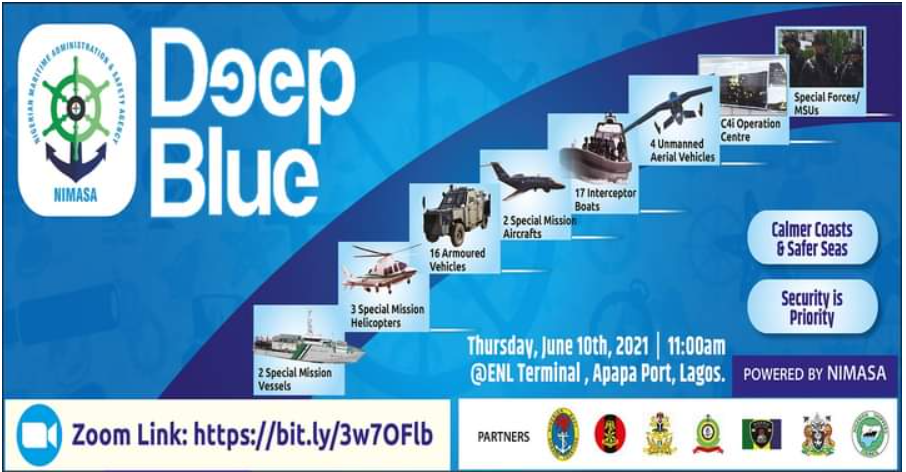 NIGERIAN MARITIME ADMINISTRATION & SAFETY AGENCY
NIMASA
Deep
Blue
Special Forces/
MSUs
C4i Operation
Centre
4 Unmanned
Aerial Vehicles
17 Interceptor
Boats
2 Special Mission
Aircrafts
16 Armoured
Vehicles
3 Special Mission
Helicopters
2 Special Mission
Vessels
Calmer Coasts
& Safer Seas
Security is
Priority
Thursday, June 10th, 2021 | 11:00am
@ENL Terminal , Apapa Port, Lagos.
POWERED BY NIMASA
Zoom Link: https://bit.ly/3w7OFlb
PARTNERS